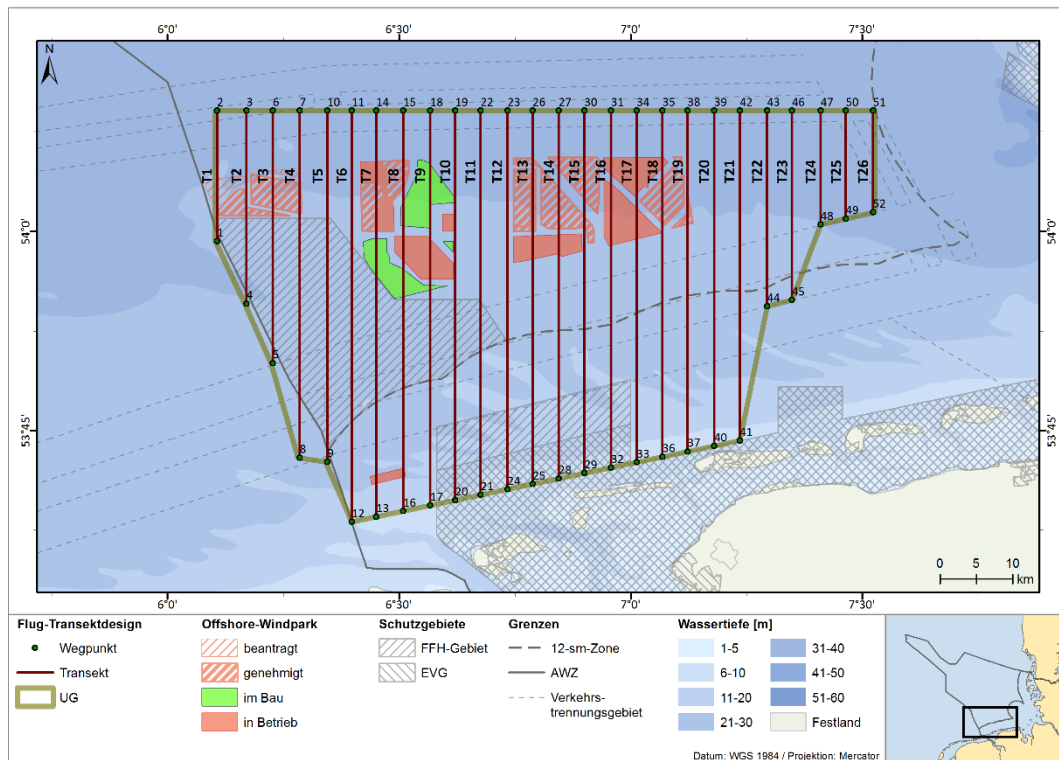 6°0' 6°30' 7°0' 7°30'
N
2 3 6 7 10 11 14 15 18 19 22 23 26 27 30 31 34 35 38 39 42 43 46 47 50 51
T1 T2 T3 T4 T5 T6 T7 T8 T9 T10 T11 T12 T13 T14 T15 T16 T17 T18 T19 T20 T21 T22 T23 T24 T25 T26
54°0'
54°0'
1
48 49 52
4
44 45
5
53°45'
53°45'
8 9
12 13 16 17 20 21 24 25 28 29 32 33 36 37 40 41
0 5 10
km
6°0' 6°30' 7°0' 7°30'
Flug-Transektdesign
Wegpunkt
Transekt
UG
Offshore-Windpark
beantragt
genehmigt
im Bau
in Betrieb
Schutzgebiete
FFH-Gebiet
EVG
Grenzen
12-sm-Zone
AWZ
Verkehrs-
trennungsgebiet
Wassertiefe [m]
1-5
6-10
11-20
21-30
31-40
41-50
51-60
Festland
Datum: WGS 1984 / Projektion: Mercator